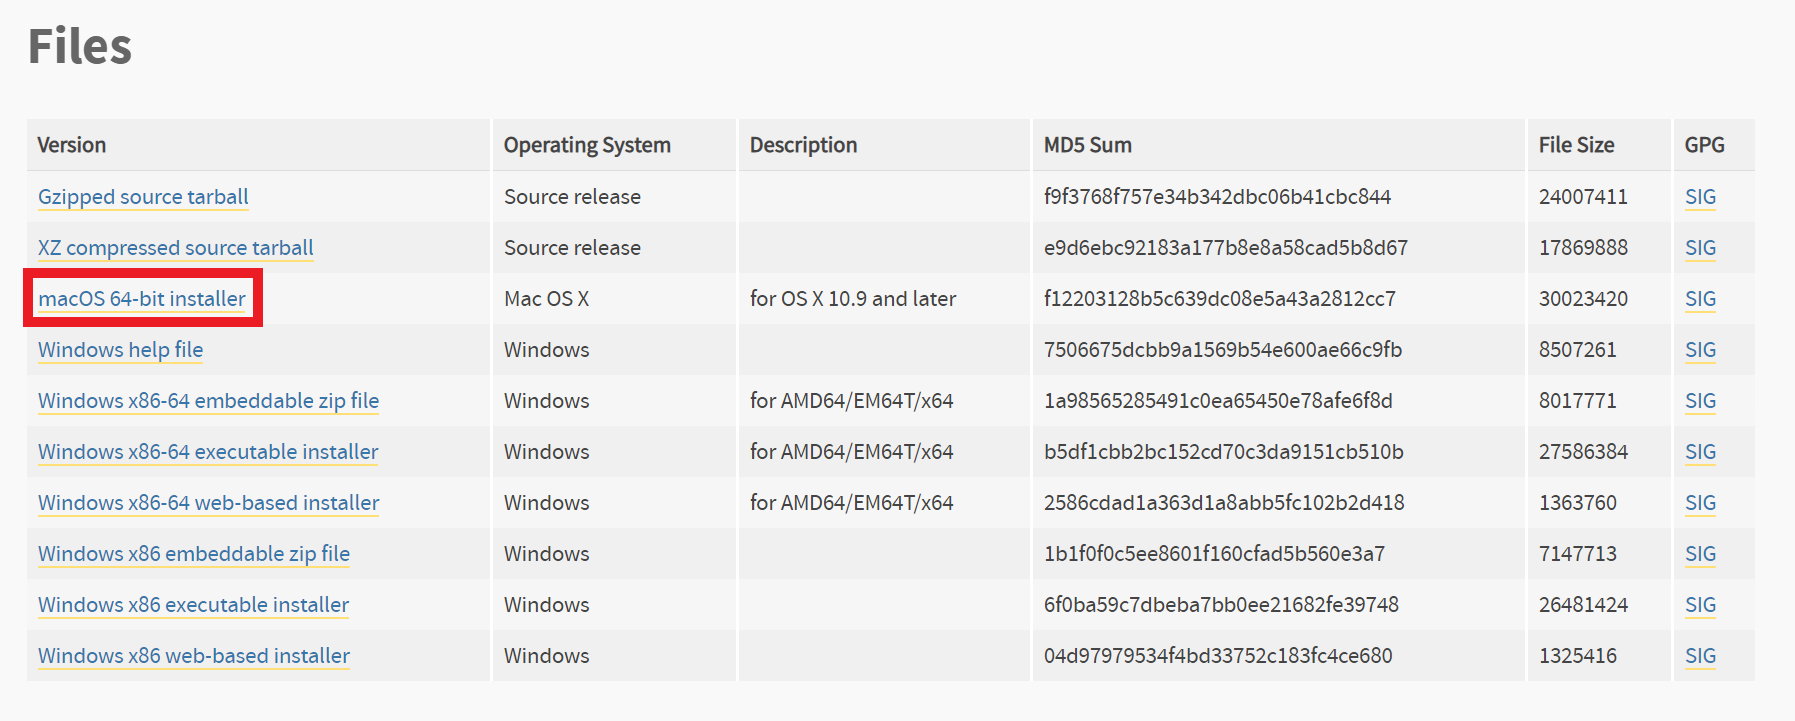 Files
Version Operating System Description MD5 Sum File Size GPG
Gzipped source tarball Source release f9f3768f757e34b342dbc06b41cbc844 24007411 SIG
XZ compressed source tarball Source release e9d6ebc92183a177b8e8a58cad5b8d67 17869888 SIG
macOS 64-bit installer Mac OS X for OS X 10.9 and later f12203128b5c639dc08e5a43a2812cc7 30023420 SIG
Windows help file Windows 7506675dcbb9a1569b54e600ae66c9fb 8507261 SIG
Windows x86-64 embeddable zip file Windows for AMD64/EM64T/x64 1a98565285491c0ea65450e78afe6f8d 8017771 SIG
Windows x86-64 executable installer Windows for AMD64/EM64T/x64 b5df1cbb2bc152cd70c3da9151cb510b 27586384 SIG
Windows x86-64 web-based installer Windows for AMD64/EM64T/x64 2586cdad1a363d1a8abb5fc102b2d418 1363760 SIG
Windows x86 embeddable zip file Windows 1b1f0f0c5ee8601f160cfad5b560e3a7 7147713 SIG
Windows x86 executable installer Windows 6f0ba59c7dbeba7bb0ee21682fe39748 26481424 SIG
Windows x86 web-based installer Windows 04d97979534f4bd33752c183fc4ce680 1325416 SIG